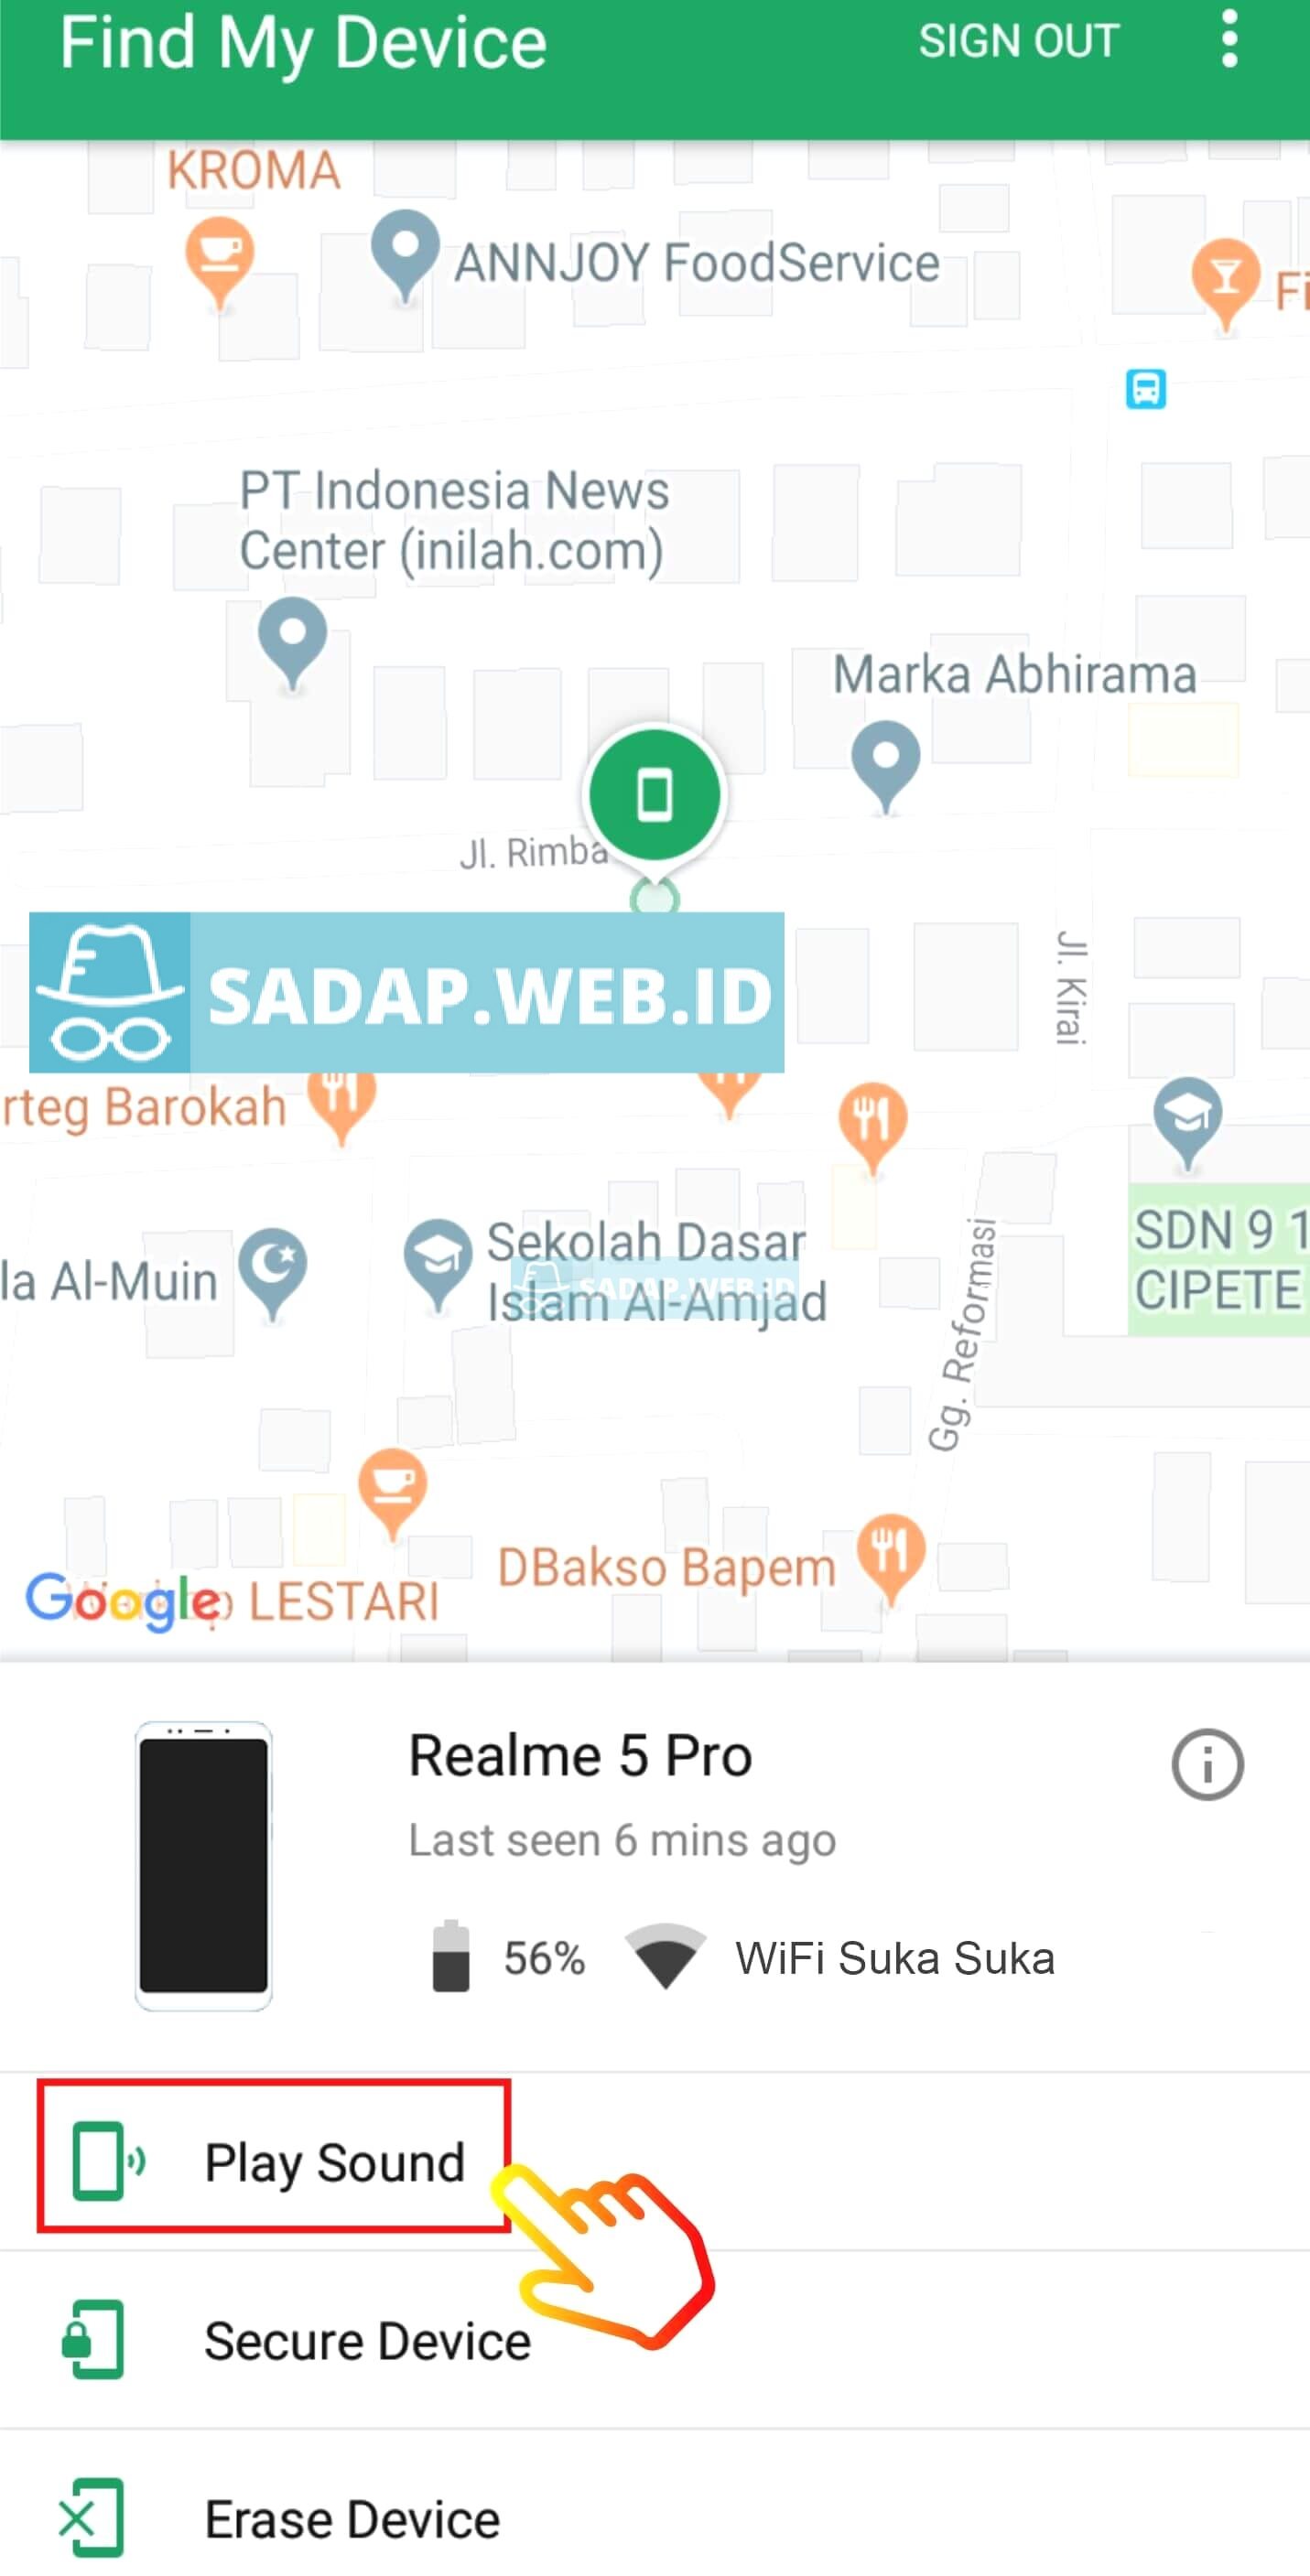 Find My Device
SIGN OUT
KROMA
ANNJOY FoodService
Fi
PT Indonesia News
Center (inilah.com)
Marka Abhirama
Jl. Rimba
SADAP.WEB.ID
Jl. Kirai
rteg Barokah
Sekolah Dasar
Islam Al-Amjad
SADAP.WEB.ID
la Al-Muin
SDN 9 1
CIPETE
Gg. Reformasi
DBakso Bapem
Google
LESTARI
Realme 5 Pro
Last seen 6 mins ago
56%
WiFi Suka Suka
Play Sound
Secure Device
Erase Device